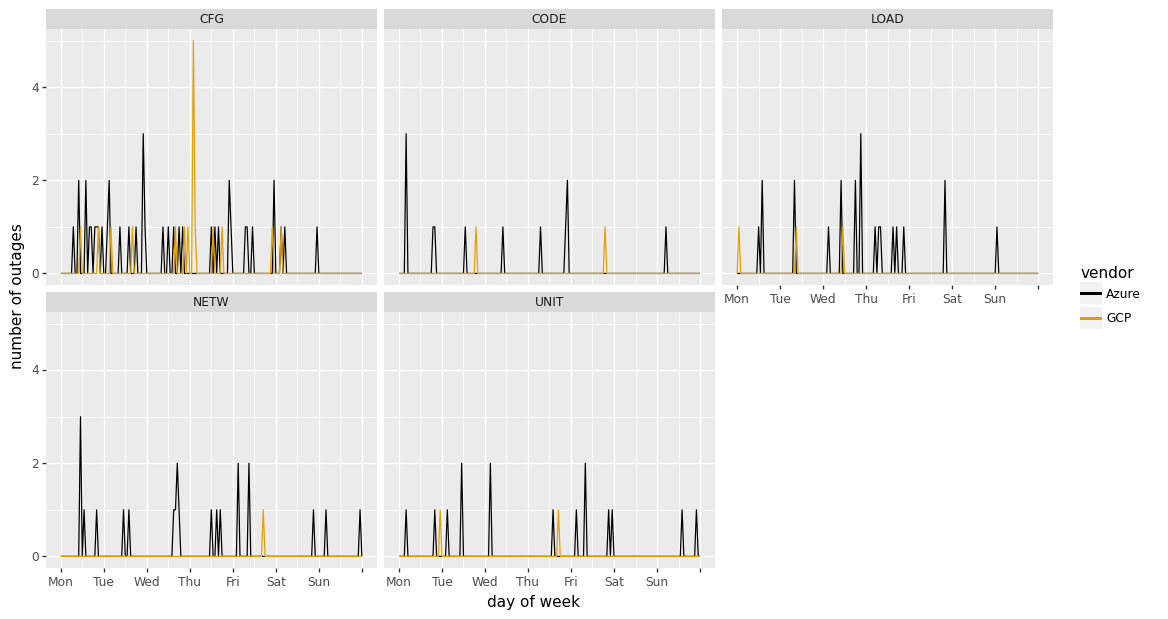 CFG CODE LOAD
4
2
0
Mon Tue Wed Thu Fri Sat Sun
NETW UNIT
4
2
0
Mon Tue Wed Thu Fri Sat Sun
Mon Tue Wed Thu Fri Sat Sun
number of outages
day of week
vendor
Azure
GCP